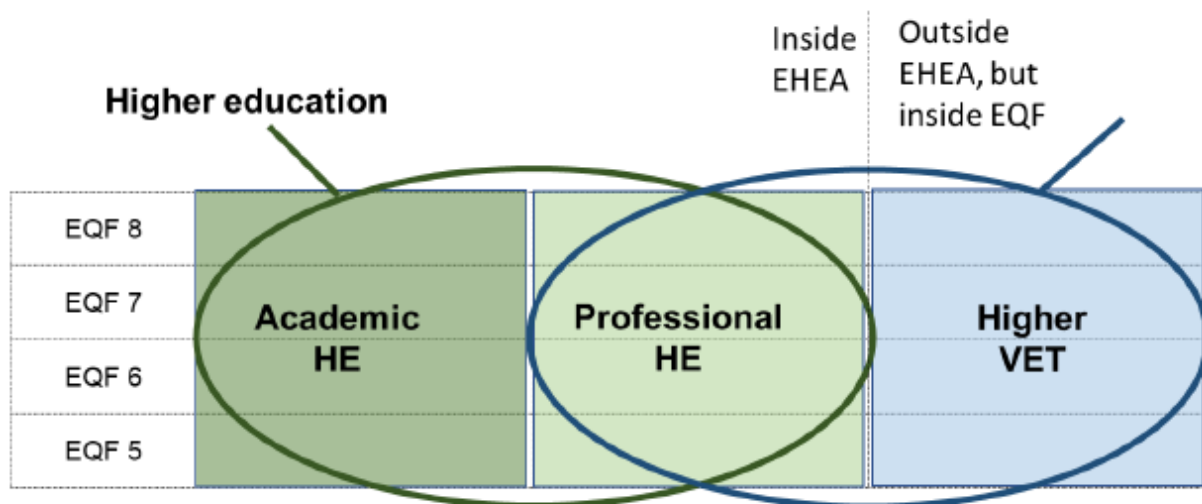 Inside
EHEA
Outside
EHEA, but
inside EQF
Higher education
EQF 8
EQF 7
EQF 6
EQF 5
Academic
HE
Professional
HE
Higher
VET